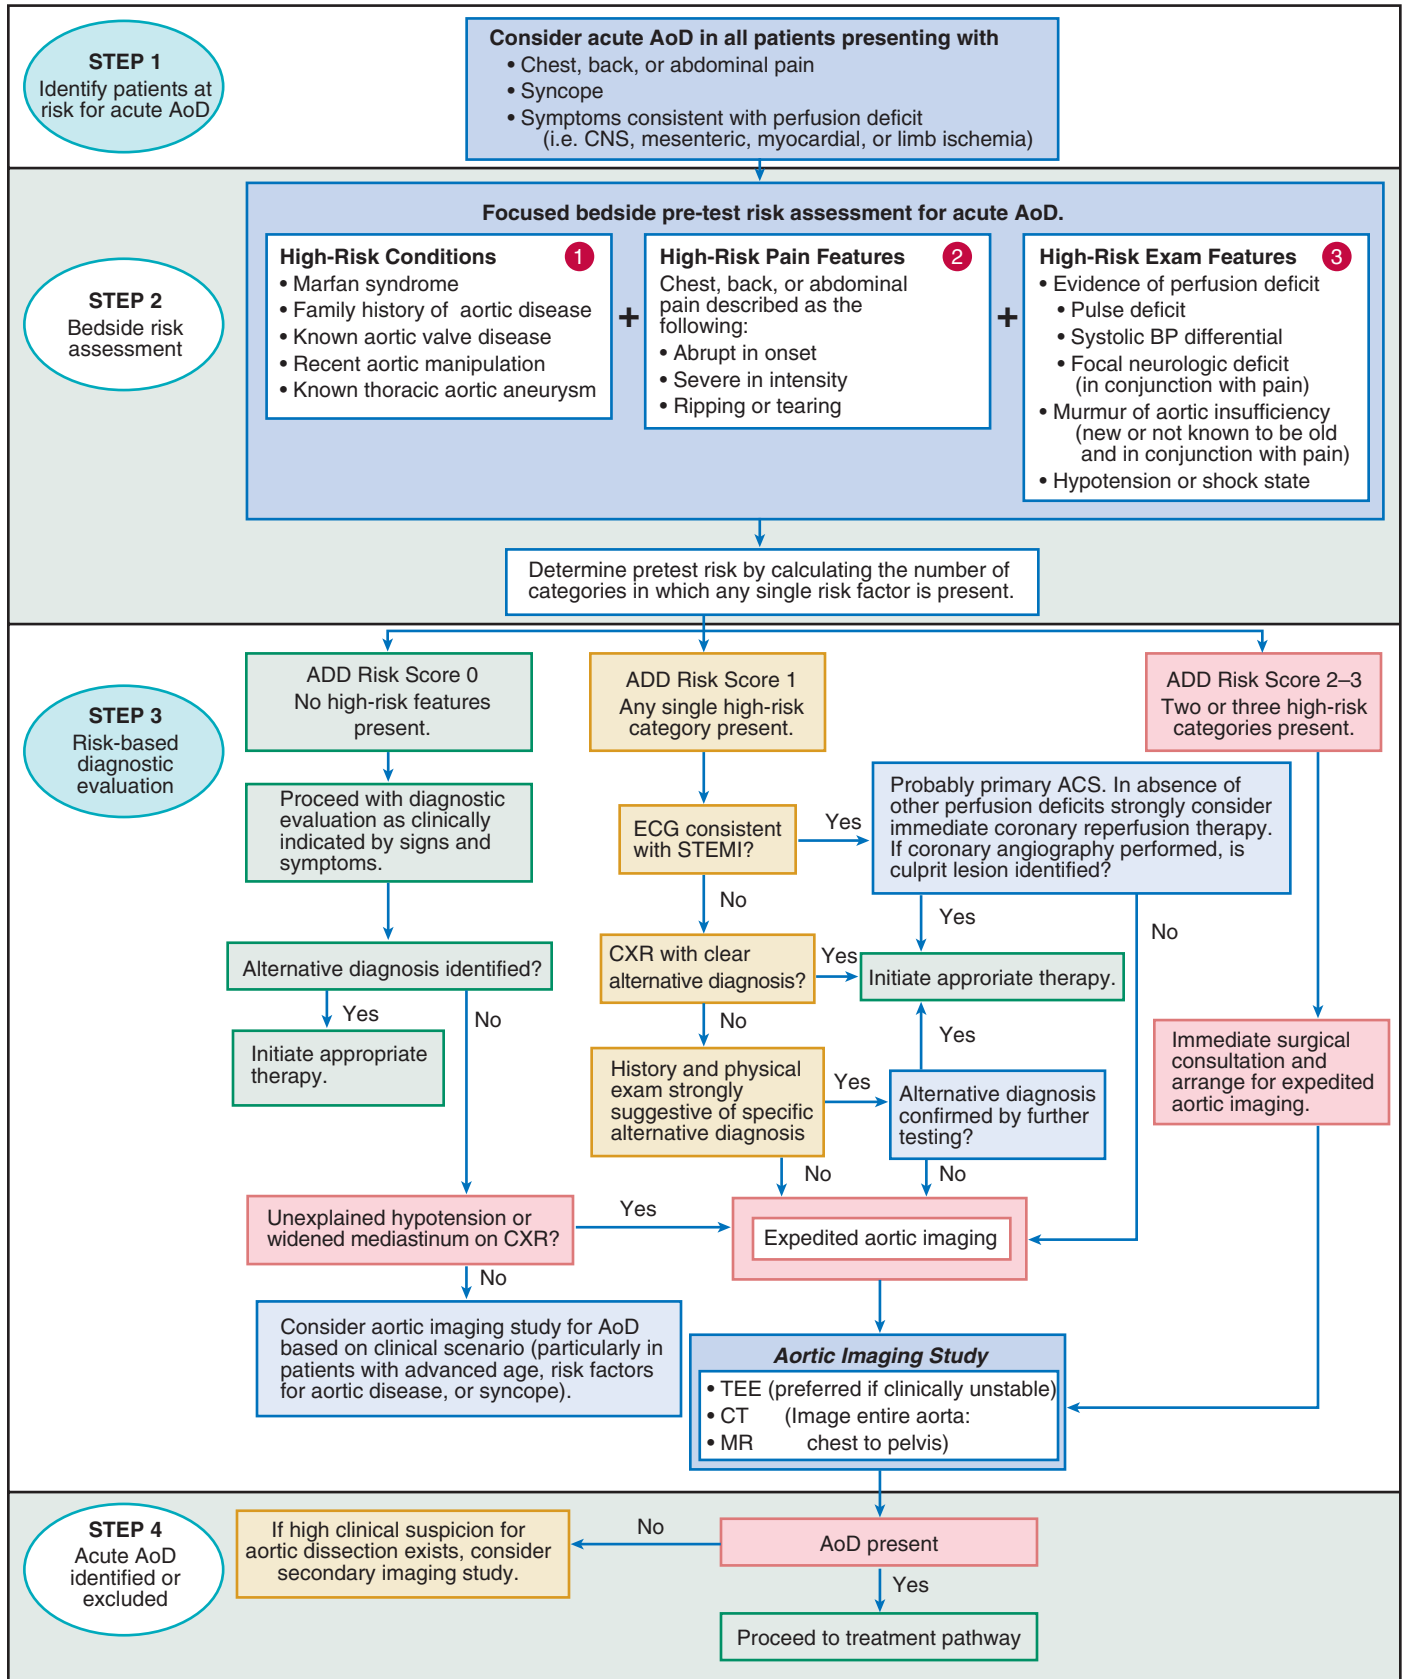 STEP 1
Identify patients at
risk for acute AoD
Consider acute AoD in all patients presenting with
• Chest, back, or abdominal pain
• Syncope
• Symptoms consistent with perfusion deficit
(i.e. CNS, mesenteric, myocardial, or limb ischemia)
STEP 2
Bedside risk
assessment
Focused bedside pre-test risk assessment for acute AoD.
High-Risk Conditions 1
• Marfan syndrome
• Family history of aortic disease
• Known aortic valve disease
• Recent aortic manipulation
• Known thoracic aortic aneurysm
+
High-Risk Pain Features 2
Chest, back, or abdominal
pain described as the
following:
• Abrupt in onset
• Severe in intensity
• Ripping or tearing
+
High-Risk Exam Features 3
• Evidence of perfusion deficit
• Pulse deficit
• Systolic BP differential
• Focal neurologic deficit
(in conjunction with pain)
• Murmur of aortic insufficiency
(new or not known to be old
and in conjunction with pain)
• Hypotension or shock state
Determine pretest risk by calculating the number of
categories in which any single risk factor is present.
STEP 3
Risk-based
diagnostic
evaluation
ADD Risk Score 0
No high-risk features
present.
ADD Risk Score 1
Any single high-risk
category present.
ADD Risk Score 2–3
Two or three high-risk
categories present.
Proceed with diagnostic
evaluation as clinically
indicated by signs and
symptoms.
ECG consistent
with STEMI?
Yes
Probably primary ACS. In absence of
other perfusion deficits strongly consider
immediate coronary reperfusion therapy.
If coronary angiography performed, is
culprit lesion identified?
No
Yes
No
Alternative diagnosis identified?
CXR with clear
alternative diagnosis?
Yes
Initiate approriate therapy.
Yes
No
No
Yes
Initiate appropriate
therapy.
History and physical
exam strongly
suggestive of specific
alternative diagnosis
Yes
Alternative diagnosis
confirmed by further
testing?
Immediate surgical
consultation and
arrange for expedited
aortic imaging.
No
No
Unexplained hypotension or
widened mediastinum on CXR?
Yes
Expedited aortic imaging
No
Consider aortic imaging study for AoD
based on clinical scenario (particularly in
patients with advanced age, risk factors
for aortic disease, or syncope).
Aortic Imaging Study
• TEE (preferred if clinically unstable)
• CT (Image entire aorta:
• MR chest to pelvis)
STEP 4
Acute AoD
identified or
excluded
If high clinical suspicion for
aortic dissection exists, consider
secondary imaging study.
No
AoD present
Yes
Proceed to treatment pathway